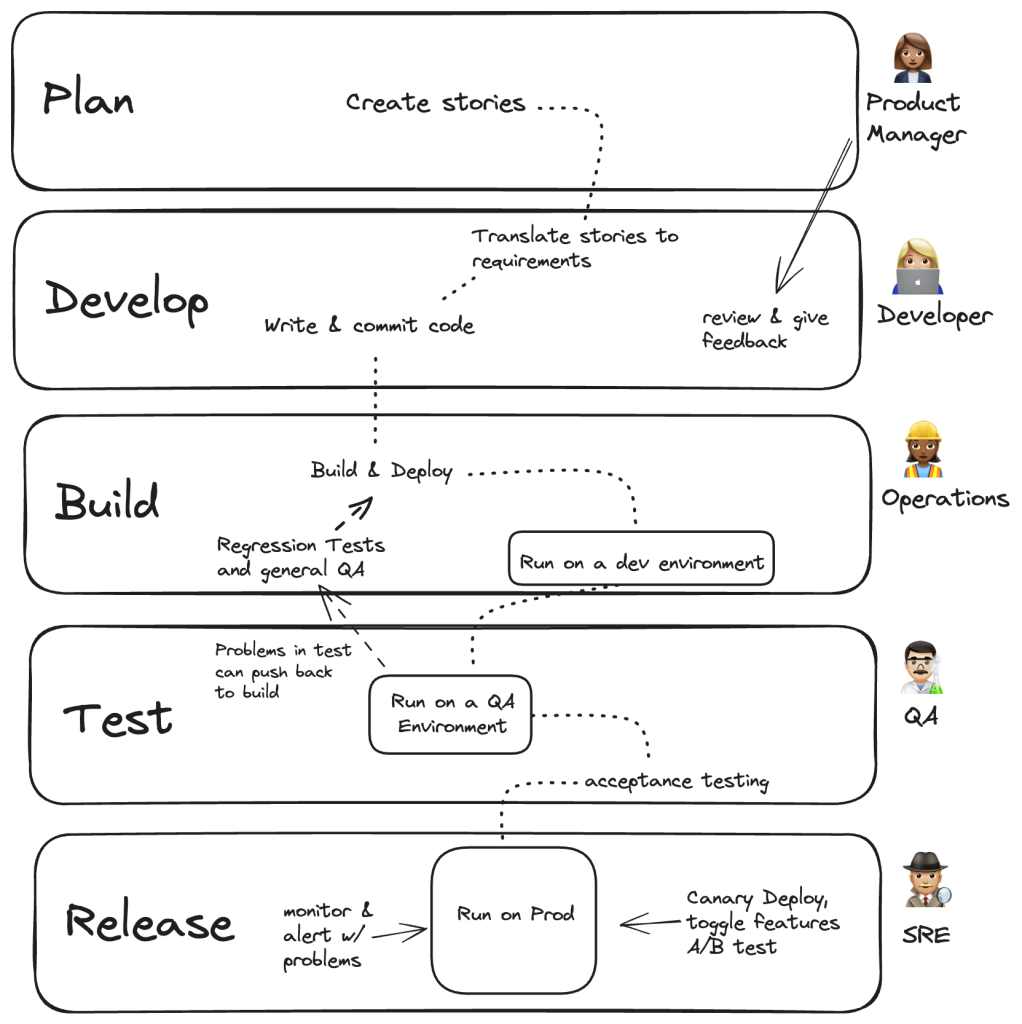 Plan
Create stories
Product
Manager
Develop
Translate stories to
requirements
Write & commit code
review & give
feedback
Developer
Build
Build & Deploy
Regression Tests
and general QA
Run on a dev environment
Operations
Test
Problems in test
can push back
to build
Run on a QA
Environment
acceptance testing
QA
Release
monitor &
alert w/
problems
Run on Prod
Canary Deploy,
toggle features
A/B test
SRE